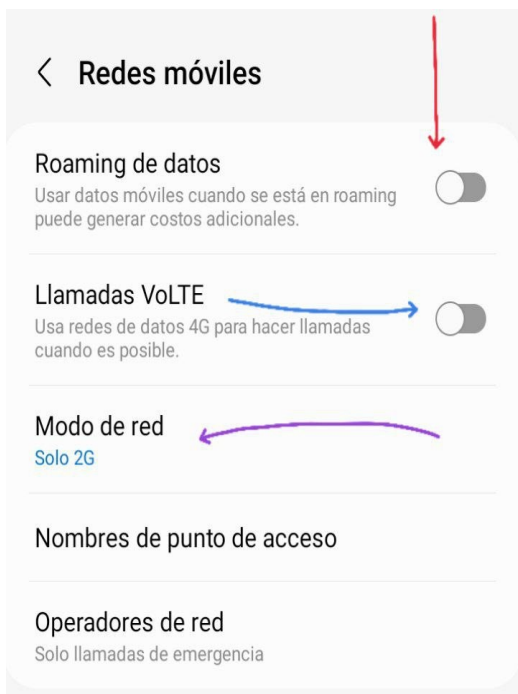 Redes móviles
Roaming de datos
Usar datos móviles cuando se está en roaming
puede generar costos adicionales.
Llamadas VoLTE
Usa redes de datos 4G para hacer llamadas
cuando es posible.
Modo de red
Solo 2G
Nombres de punto de acceso
Operadores de red
Solo llamadas de emergencia